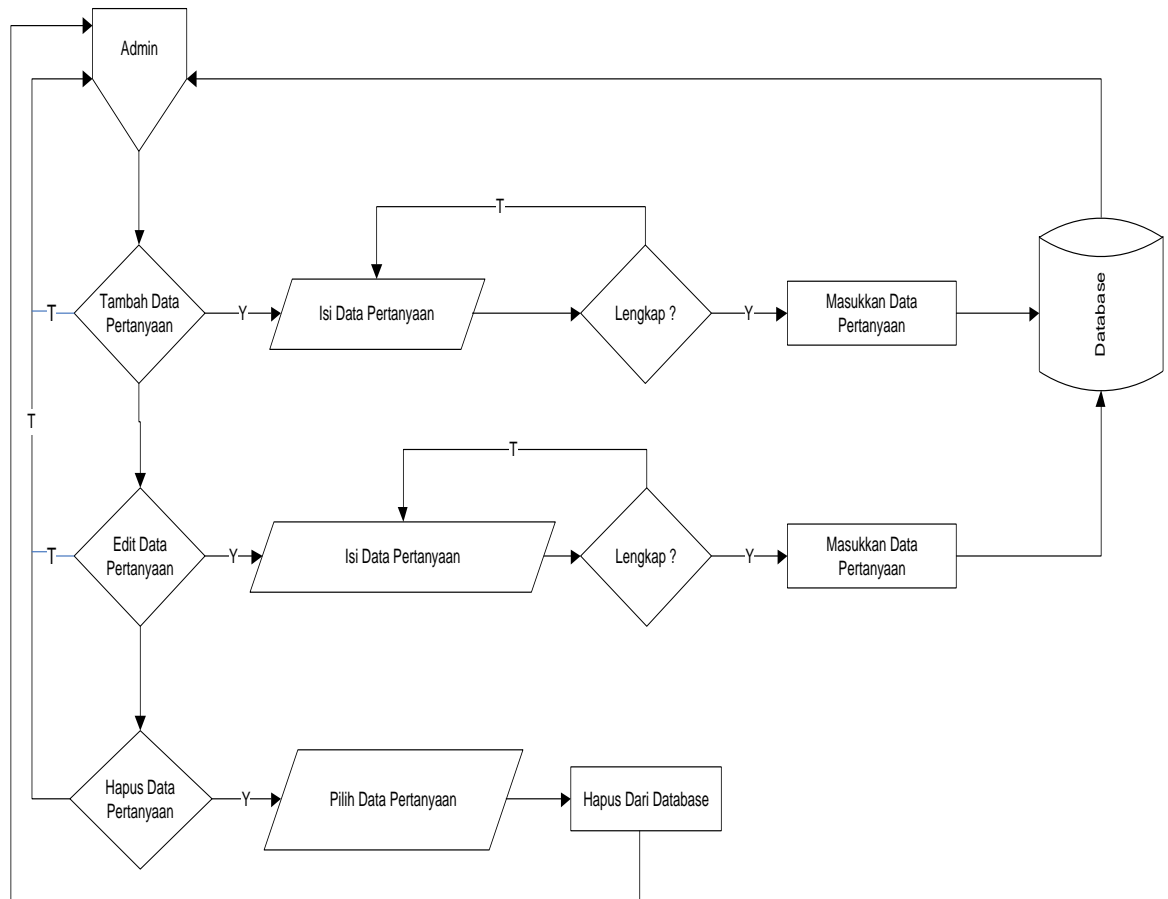 Admin
T
Tambah Data
Pertanyaan
T
Y
Isi Data Pertanyaan
Lengkap ?
Y
Masukkan Data
Pertanyaan
Database
T
T
Edit Data
Pertanyaan
T
Y
Isi Data Pertanyaan
Lengkap ?
Y
Masukkan Data
Pertanyaan
Hapus Data
Pertanyaan
Y
Pilih Data Pertanyaan
Hapus Dari Database